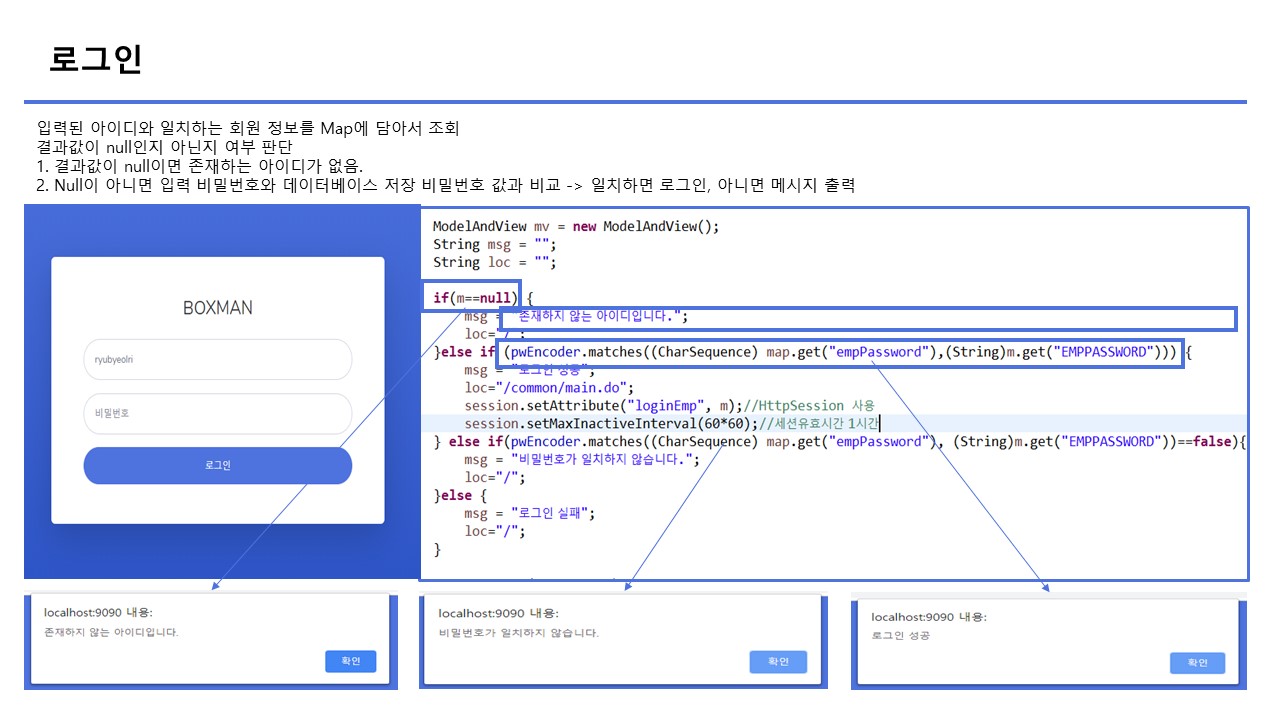 로그인
입력된 아이디와 일치하는 회원 정보를 Map에 담아서 조회
결과값이 null인지 아닌지 여부 판단
1. 결과값이 null이면 존재하는 아이디가 없음.
2. Null이 아니면 입력 비밀번호와 데이터베이스 저장 비밀번호 값과 비교 -> 일치하면 로그인, 아니면 메시지 출력
BOXMAN
ryubyeolri
비밀번호
로그인
ModelAndView mv = new ModelAndView();
String msg = "";
String loc = "";
if(m==null) {
msg = "존재하지 않는 아이디입니다.";
loc="/";
}else if (pwEncoder.matches((CharSequence) map.get("empPassword"),(String)m.get("EMPPASSWORD"))) {
msg = "로그인 성공";
loc="/common/main.do";
session.setAttribute("loginEmp", m);//HttpSession 사용
session.setMaxInactiveInterval(60*60);//세션유효시간 1시간
} else if(pwEncoder.matches((CharSequence) map.get("empPassword"), (String)m.get("EMPPASSWORD"))==false){
msg = "비밀번호가 일치하지 않습니다.";
loc="/";
}else {
msg = "로그인 실패";
loc="/";
}
localhost:9090 내용:
존재하지 않는 아이디입니다.
확인
localhost:9090 내용:
비밀번호가 일치하지 않습니다.
확인
localhost:9090 내용:
로그인 성공
확인